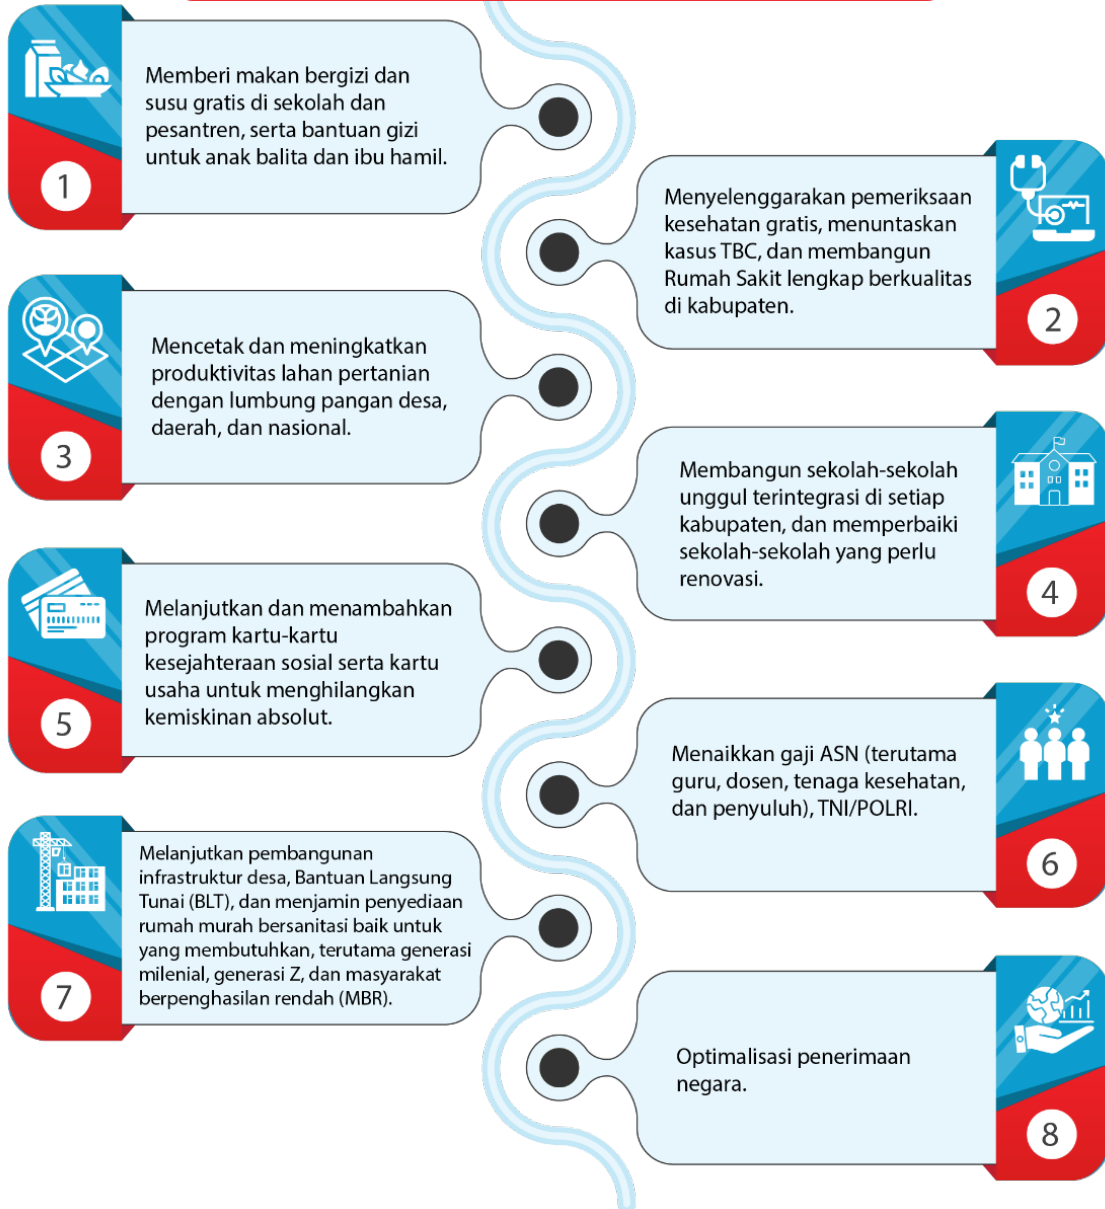 Memberi makan bergizi dan
susu gratis di sekolah dan
pesantren, serta bantuan gizi
untuk anak balita dan ibu hamil.
1
Menyelenggarakan pemeriksaan
kesehatan gratis, menuntaskan
kasus TBC, dan membangun
Rumah Sakit lengkap berkualitas
di kabupaten.
2
Mencetak dan meningkatkan
produktivitas lahan pertanian
dengan lumbung pangan desa,
daerah, dan nasional.
3
Membangun sekolah-sekolah
unggul terintegrasi di setiap
kabupaten, dan memperbaiki
sekolah-sekolah yang perlu
renovasi.
4
Melanjutkan dan menambahkan
program kartu-kartu
kesejahteraan sosial serta kartu
usaha untuk menghilangkan
kemiskinan absolut.
5
Menaikkan gaji ASN (terutama
guru, dosen, tenaga kesehatan,
dan penyuluh), TNI/POLRI.
6
Melanjutkan pembangunan
infrastruktur desa, Bantuan Langsung
Tunai (BLT), dan menjamin penyediaan
rumah murah bersanitasi baik untuk
yang membutuhkan, terutama generasi
milenial, generasi Z, dan masyarakat
berpenghasilan rendah (MBR).
7
Optimalisasi penerimaan
negara.
8